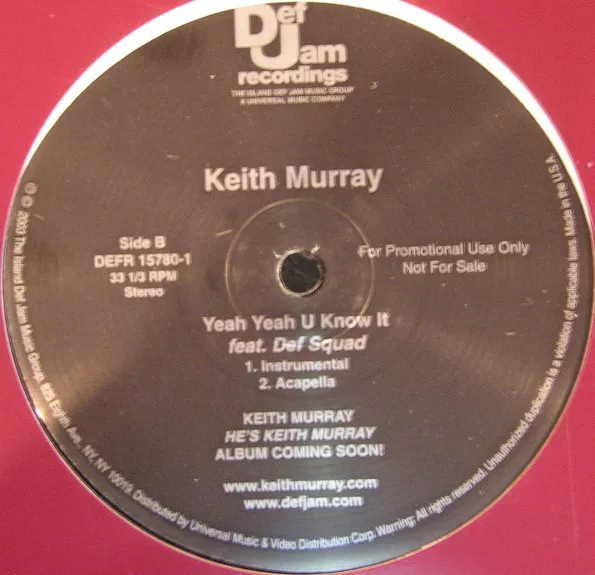 Def
Jam
recordings
THE ISLAND DEF JAM MUSIC GROUP
A UNIVERSAL MUSIC COMPANY
Keith Murray
Side B
DEFR 15780-1
33 1/3 RPM
Stereo
For Promotional Use Only
Not For Sale
Yeah Yeah U Know It
feat. Def Squad
1. Instrumental
2. Acapella
KEITH MURRAY
HE'S KEITH MURRAY
ALBUM COMING SOON!
www.keithmurray.com
www.defjam.com
℗ © 2003 The Island Def Jam Music Group, 825 Eighth Ave., NY, NY 10019. Distributed by Universal Music & Video Distribution Corp. Warning: All rights reserved. Unauthorized duplication is a violation of applicable laws. Made in the U.S.A.